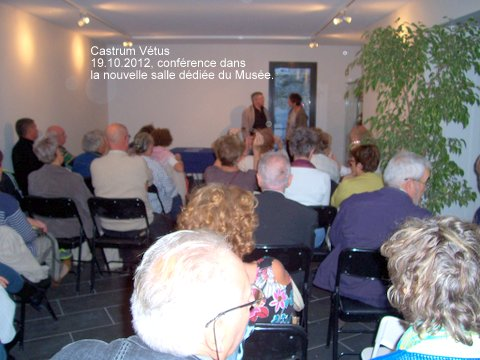 Castrum Vétus
19.10.2012, conférence dans
la nouvelle salle dédiée du Musée.